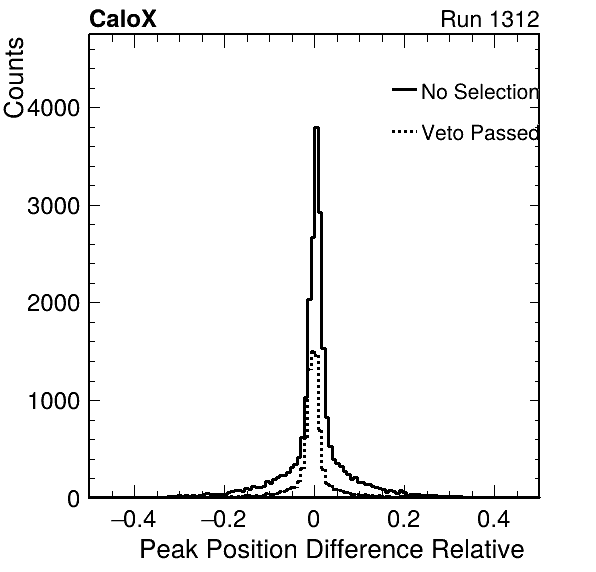 CaloX Run 1312
Counts
No Selection
Veto Passed
4000
3000
2000
1000
0
−0.4 −0.2 0 0.2 0.4
Peak Position Difference Relative